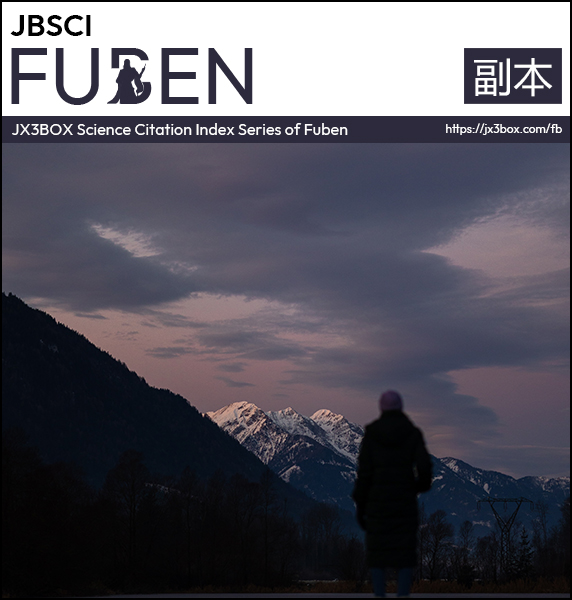 JBSCI
FUBEN
副本
JX3BOX Science Citation Index Series of Fuben
https://jx3box.com/fb